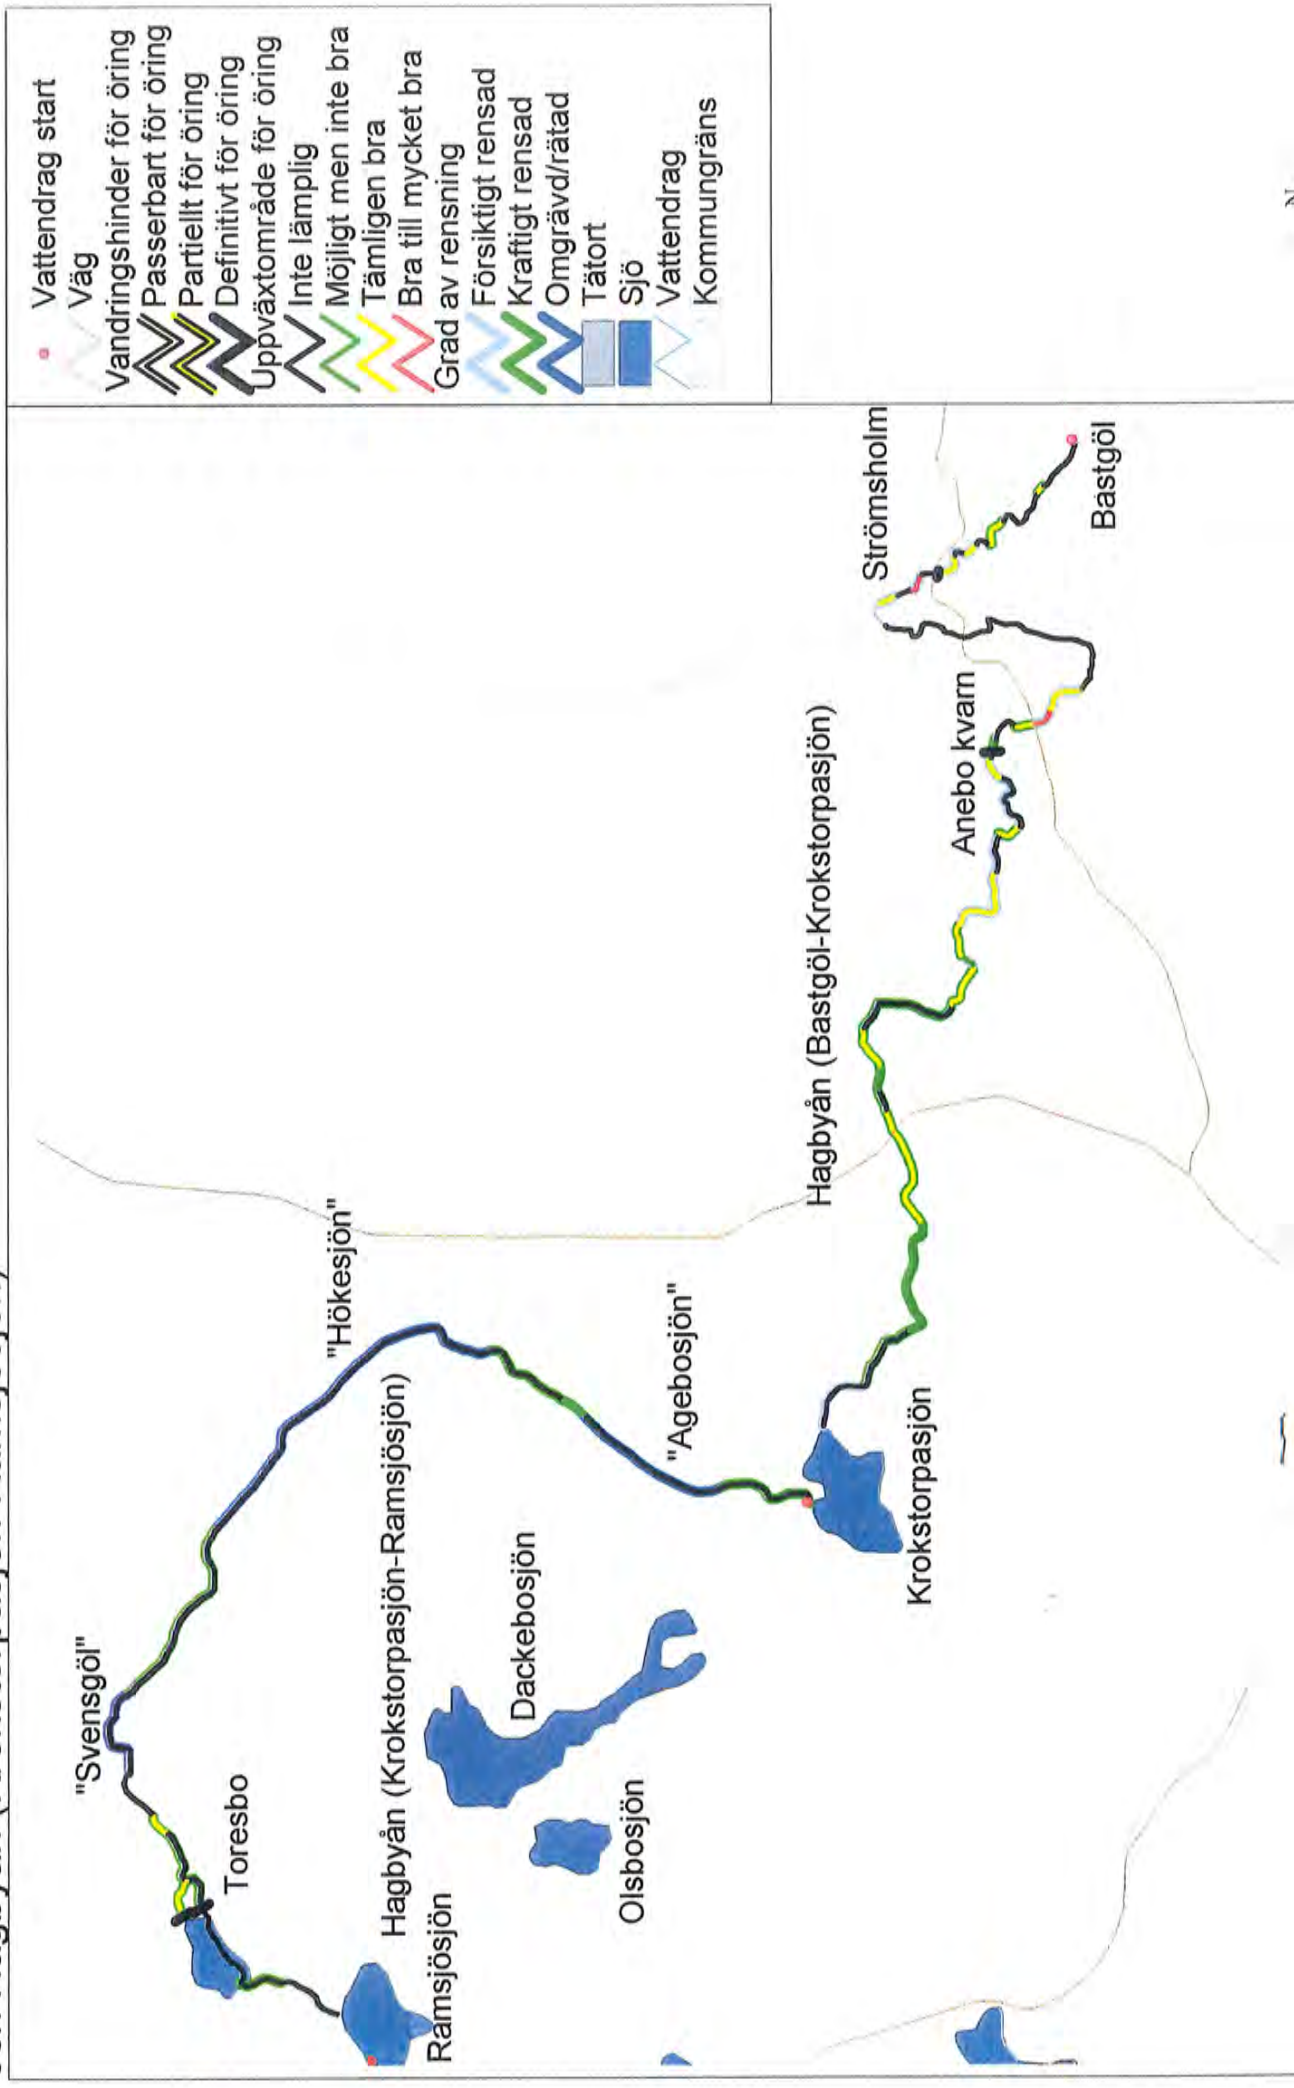 Vattendrag start
Väg
Vandringshinder för öring
Passerbart för öring
Partiellt för öring
Definitivt för öring
Uppväxtområde för öring
Inte lämplig
Möjligt men inte bra
Tämligen bra
Bra till mycket bra
Grad av rensning
Försiktigt rensad
Kraftigt rensad
Omgrävd/rätad
Tätort
Sjö
Vattendrag
Kommungräns
"Svensgöl"
Toresbo
"Hökesjön"
Hagbyån (Krokstorpasjön-Ramsjösjön)
Ramsjösjön
Dackebosjön
Olsbosjön
"Agebosjön"
Krokstorpasjön
Hagbyån (Bastgöl-Krokstorpasjön)
Strömsholm
Anebo kvarn
Bastgöl
N